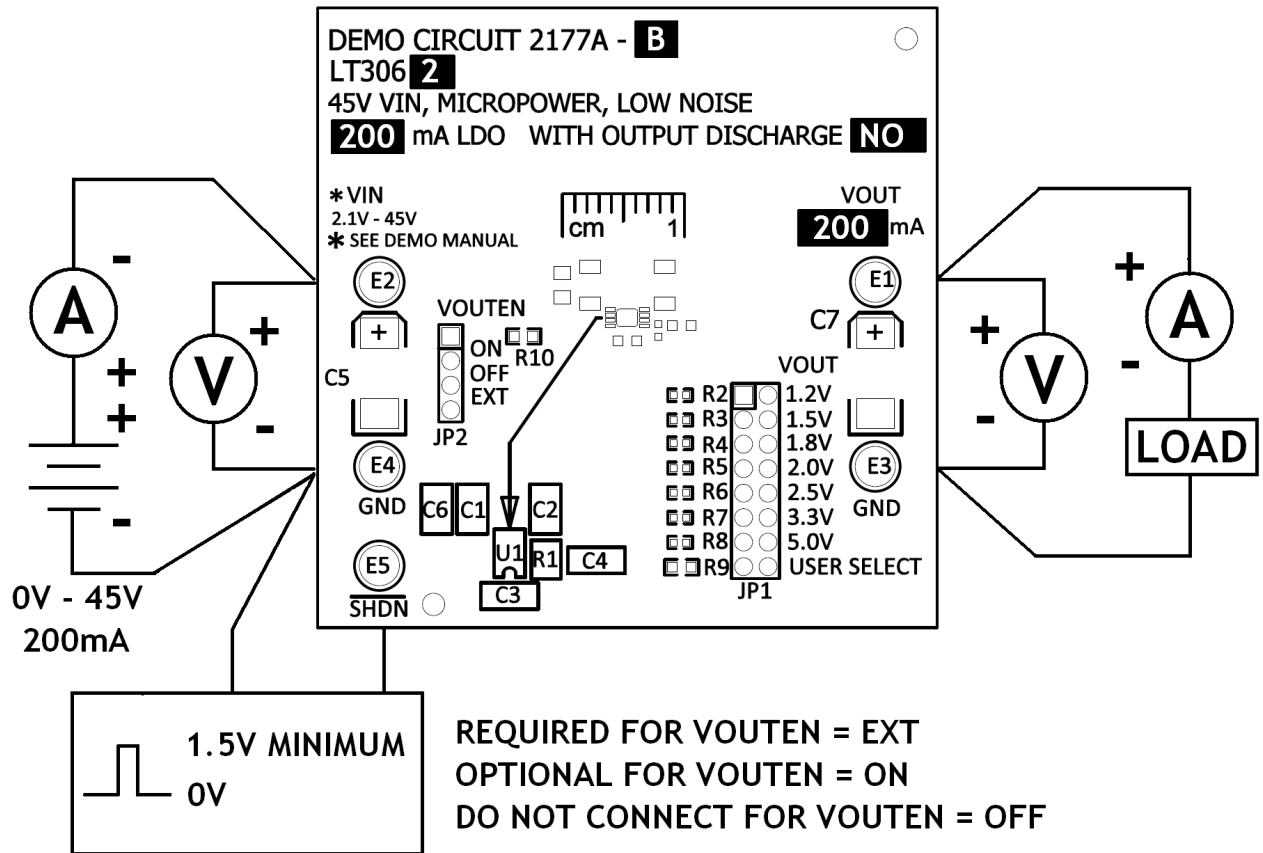 DEMO CIRCUIT 2177A - B
LT306 2
45V VIN, MICROPOWER, LOW NOISE
200 mA LDO WITH OUTPUT DISCHARGE NO
* VIN
2.1V - 45V
* SEE DEMO MANUAL
cm 1
VOUT
200 mA
E2
E1
VOUTEN
ON
OFF
EXT
JP2
R10
+
C5
C7
+
VOUT
R2 1.2V
R3 1.5V
R4 1.8V
R5 2.0V
R6 2.5V
R7 3.3V
R8 5.0V
R9 USER SELECT
JP1
E4
GND
E3
GND
C6
C1
C2
U1
R1
C4
C3
E5
SHDN
-
A
+
+
-
+
V
-
0V - 45V
200mA
+
V
-
+
A
-
LOAD
1.5V MINIMUM
0V
REQUIRED FOR VOUTEN = EXT
OPTIONAL FOR VOUTEN = ON
DO NOT CONNECT FOR VOUTEN = OFF